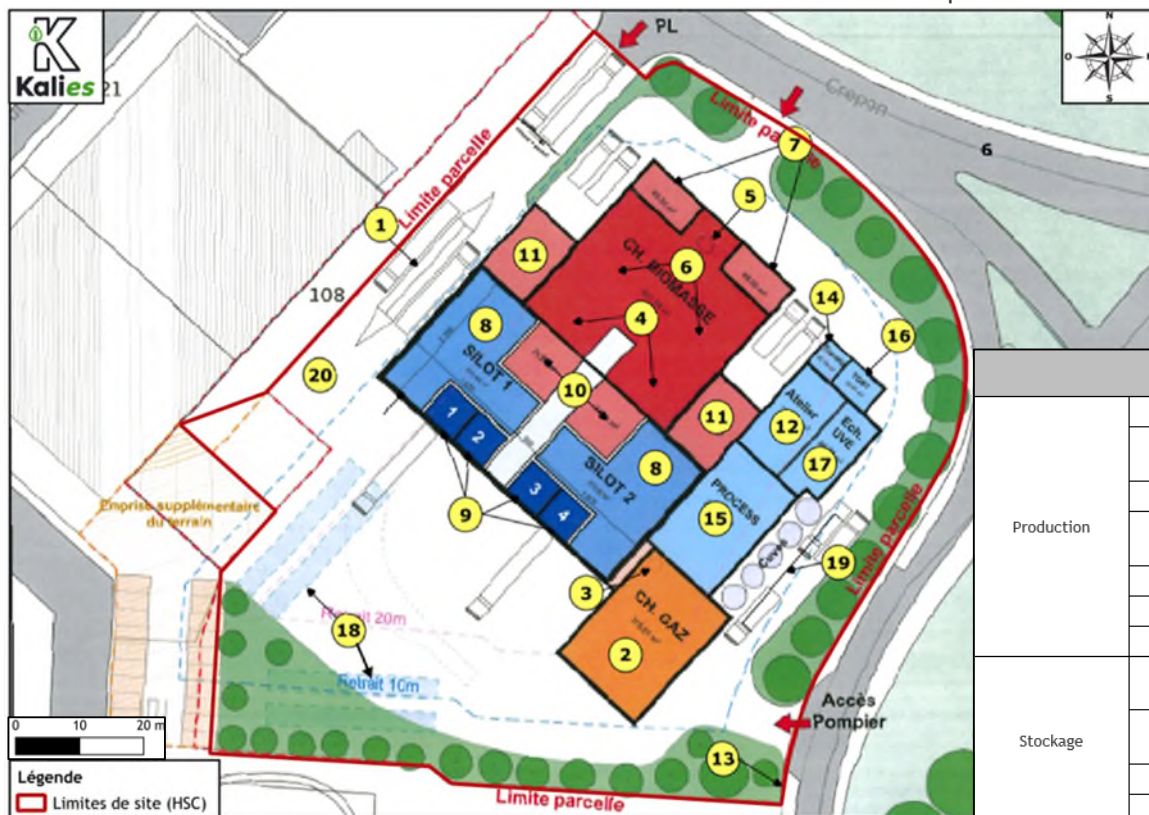 Kalies
21
PL
N
O
S
Crepon
6
Limite parcelle
Limite parcelle
7
5
1
CH. BIOMASSE
6
11
108
4
14
16
8
SILOT 1
20
10
11
TGBT
Atelier
12
Ech.
UVE
17
1
2
SILOT 2
8
9
3
4
PROCESS
15
Cuves
19
Limite parcelle
Emprise supplémentaire
du terrain
3
CH. GAZ
2
Retrait 20m
18
Retrait 10m
Accès
Pompier
13
0 10 20 m
Légende
Limites de site (HSC)
Limite parcelle
Production
Stockage